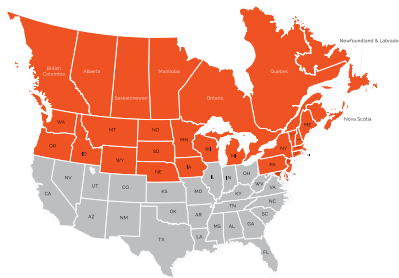 Newfoundland & Labrado
British
Columbia
Alberta
Manitoba
Quebec
Saskatchewan
Ontario
Nova Scotia
WA
MT
ND
MN
ME
OR
ID
SD
WI
MI
WY
IA
PA
NE
NV
UT
CO
KS
MO
IL
IN
OH
WV
VA
KY
CA
AZ
NM
OK
AR
TN
NC
SC
TX
LA
MS
AL
GA
FL